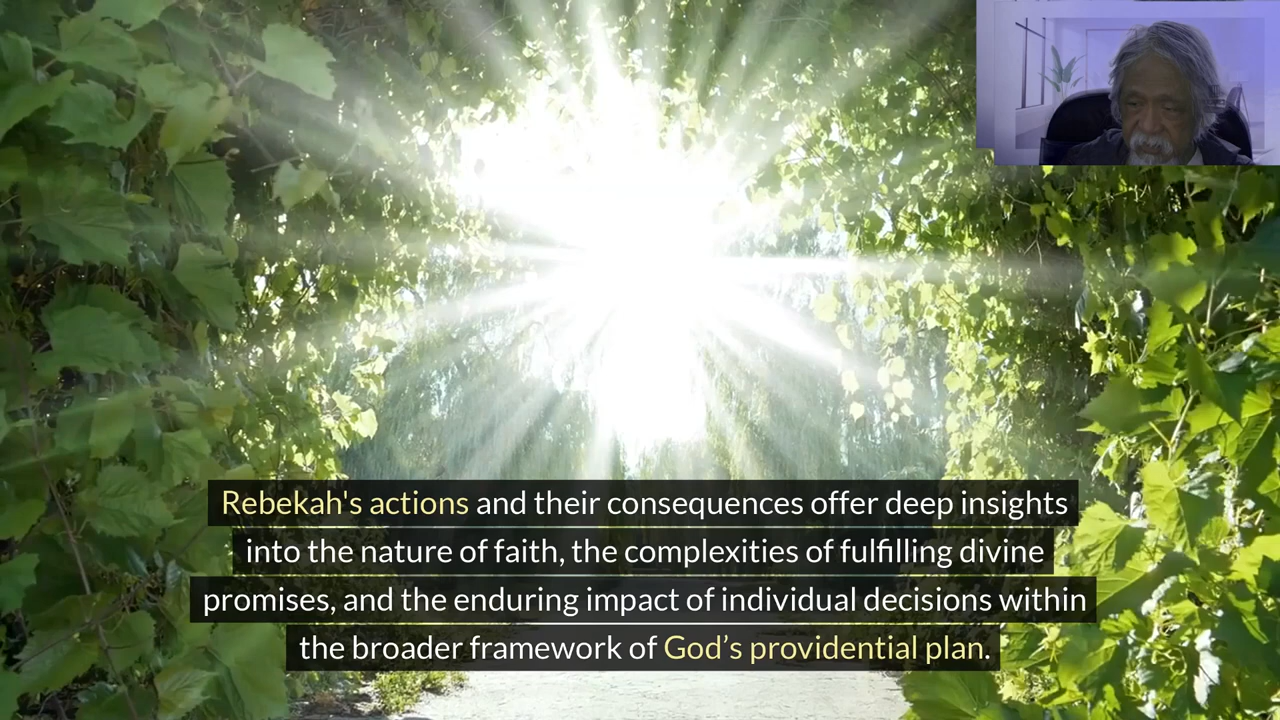 Rebekah's actions and their consequences offer deep insights
into the nature of faith, the complexities of fulfilling divine
promises, and the enduring impact of individual decisions within
the broader framework of God’s providential plan.